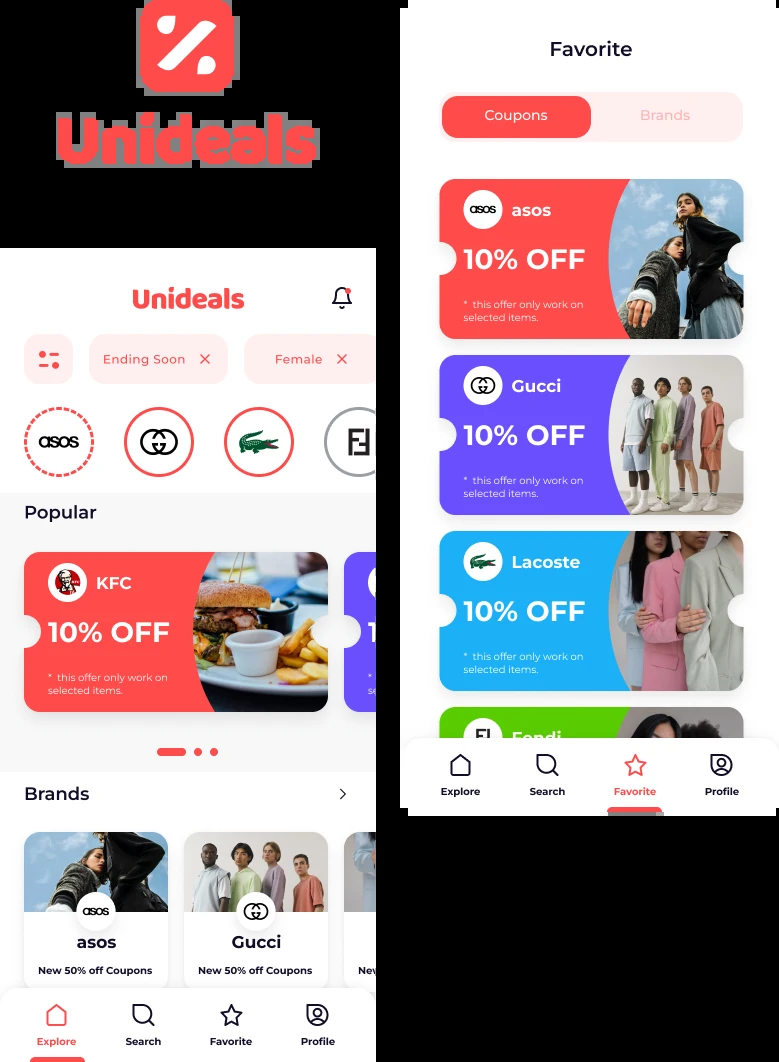 Unideals
Unideals
Ending Soon
Female
asos
Popular
KFC
10% OFF
* this offer only work on
selected items.
Brands
asos
New 50% off Coupons
Gucci
New 50% off Coupons
Explore
Search
Favorite
Profile
Favorite
Coupons
Brands
asos
asos
10% OFF
* this offer only work on
selected items.
Gucci
10% OFF
* this offer only work on
selected items.
Lacoste
10% OFF
* this offer only work on
selected items.
Fendi
Explore
Search
Favorite
Profile